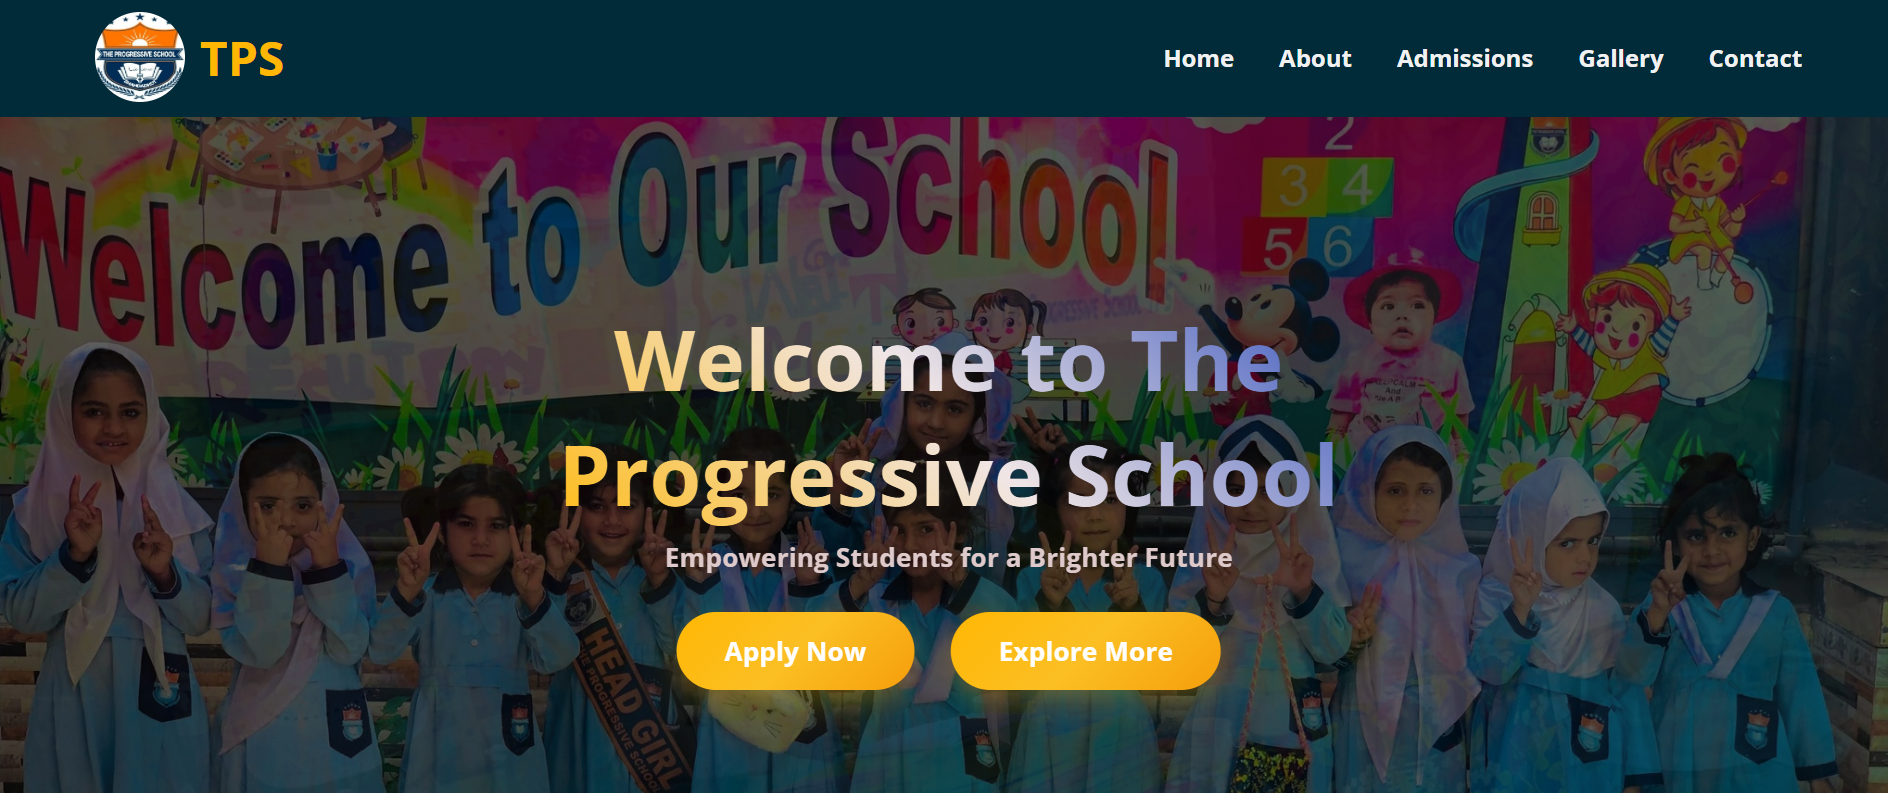 THE PROGRESSIVE SCHOOL
TPS
Home
About
Admissions
Gallery
Contact
Welcome to Our School
2
3 4
5 6
Welcome to The
Progressive School
Empowering Students for a Brighter Future
Apply Now
Explore More
HEAD GIRL
THE PROGRESSIVE SCHOOL